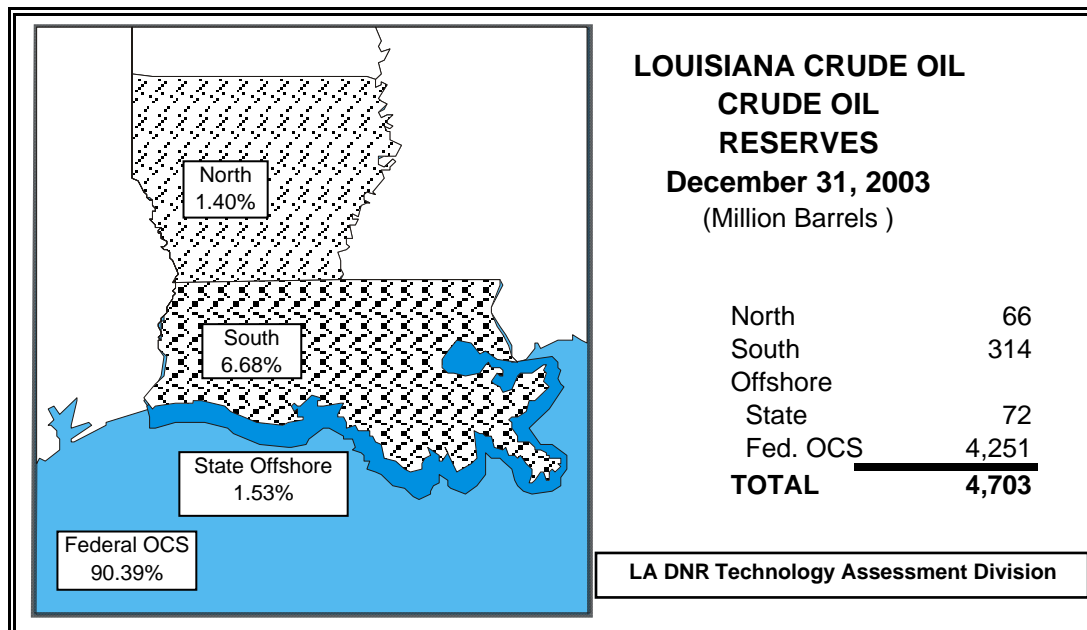 LOUISIANA CRUDE OIL
CRUDE OIL
RESERVES
December 31, 2003
(Million Barrels )
North
1.40%
South
6.68%
State Offshore
1.53%
Federal OCS
90.39%
North 66
South 314
Offshore
State 72
Fed. OCS 4,251
TOTAL 4,703
LA DNR Technology Assessment Division